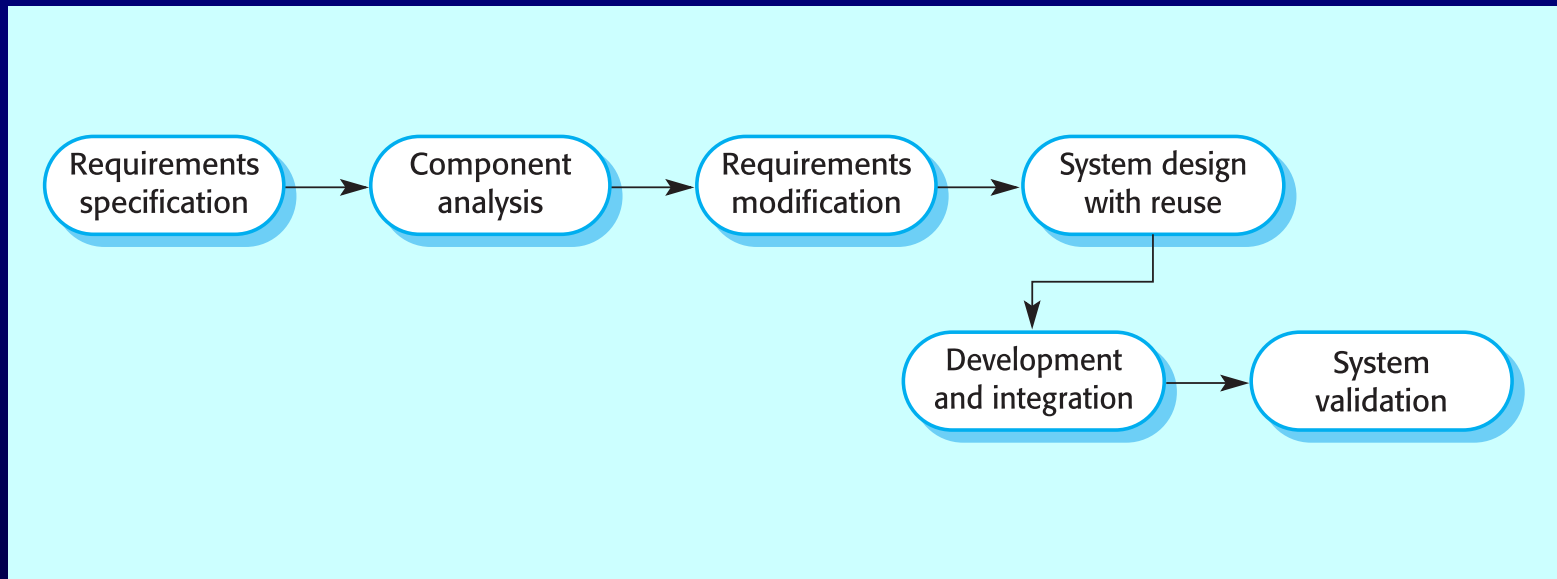 Requirements
specification
Component
analysis
Requirements
modification
System design
with reuse
Development
and integration
System
validation